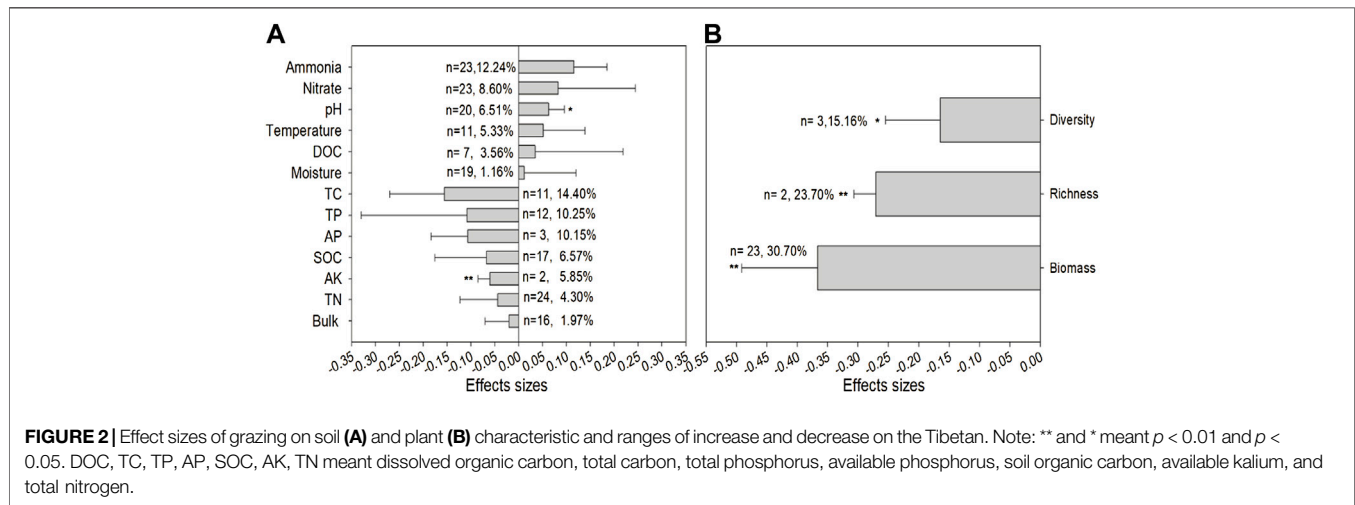 A
B
Ammonia n=23,12.24%
Nitrate n=23, 8.60%
pH n=20, 6.51% *
Temperature n=11, 5.33%
DOC n= 7, 3.56%
Moisture n=19, 1.16%
TC n=11, 14.40%
TP n=12, 10.25%
AP n= 3, 10.15%
SOC n=17, 6.57%
AK ** n= 2, 5.85%
TN n=24, 4.30%
Bulk n=16, 1.97%
-0.35 -0.30 -0.25 -0.20 -0.15 -0.10 -0.05 0.00 0.05 0.10 0.15 0.20 0.25 0.30 0.35
Effects sizes
n= 3,15.16% * Diversity
n= 2, 23.70% ** Richness
n= 23, 30.70%
** Biomass
-0.55 -0.50 -0.45 -0.40 -0.35 -0.30 -0.25 -0.20 -0.15 -0.10 -0.05 0.00
Effects sizes
FIGURE 2 | Effect sizes of grazing on soil (A) and plant (B) characteristic and ranges of increase and decrease on the Tibetan. Note: ** and * meant p < 0.01 and p <
0.05. DOC, TC, TP, AP, SOC, AK, TN meant dissolved organic carbon, total carbon, total phosphorus, available phosphorus, soil organic carbon, available kalium, and
total nitrogen.